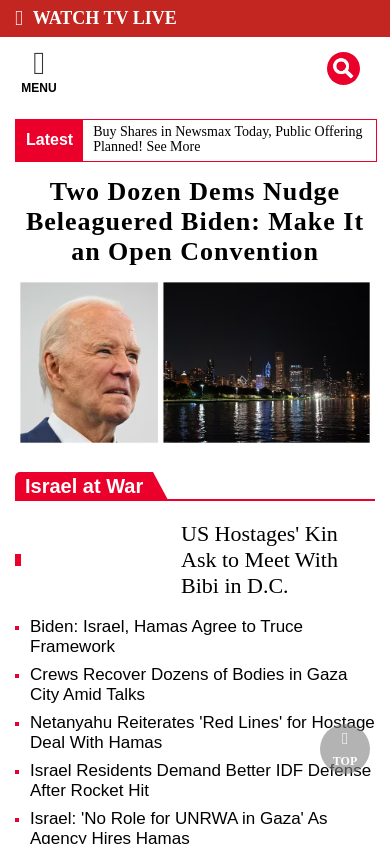 WATCH TV LIVE
MENU
Latest
Buy Shares in Newsmax Today, Public Offering
Planned! See More
Two Dozen Dems Nudge
Beleaguered Biden: Make It
an Open Convention
Israel at War
US Hostages' Kin
Ask to Meet With
Bibi in D.C.
Biden: Israel, Hamas Agree to Truce
Framework
Crews Recover Dozens of Bodies in Gaza
City Amid Talks
Netanyahu Reiterates 'Red Lines' for Hostage
Deal With Hamas
Israel Residents Demand Better IDF Defense
After Rocket Hit
TOP
Israel: 'No Role for UNRWA in Gaza' As
Agency Hires Hamas